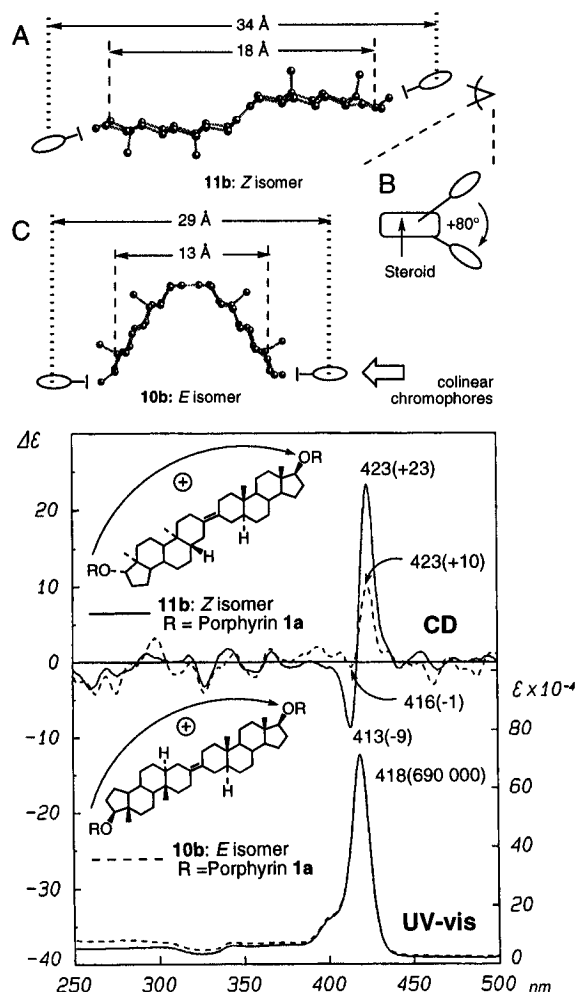 A
34 Å
18 Å
11b: Z isomer
B
+80°
Steroid
C
29 Å
13 Å
10b: E isomer
colinear
chromophores
Δε
20
10
0
-10
-20
-30
-40
OR
+
RO
H
H
11b: Z isomer
R = Porphyrin 1a
423(+23)
423(+10)
CD
416(-1)
413(-9)
ε × 10⁻⁴
80
60
40
20
0
OR
+
H
H
RO
10b: E isomer
R =Porphyrin 1a
418(690 000)
UV-vis
250 300 350 400 450 500
nm